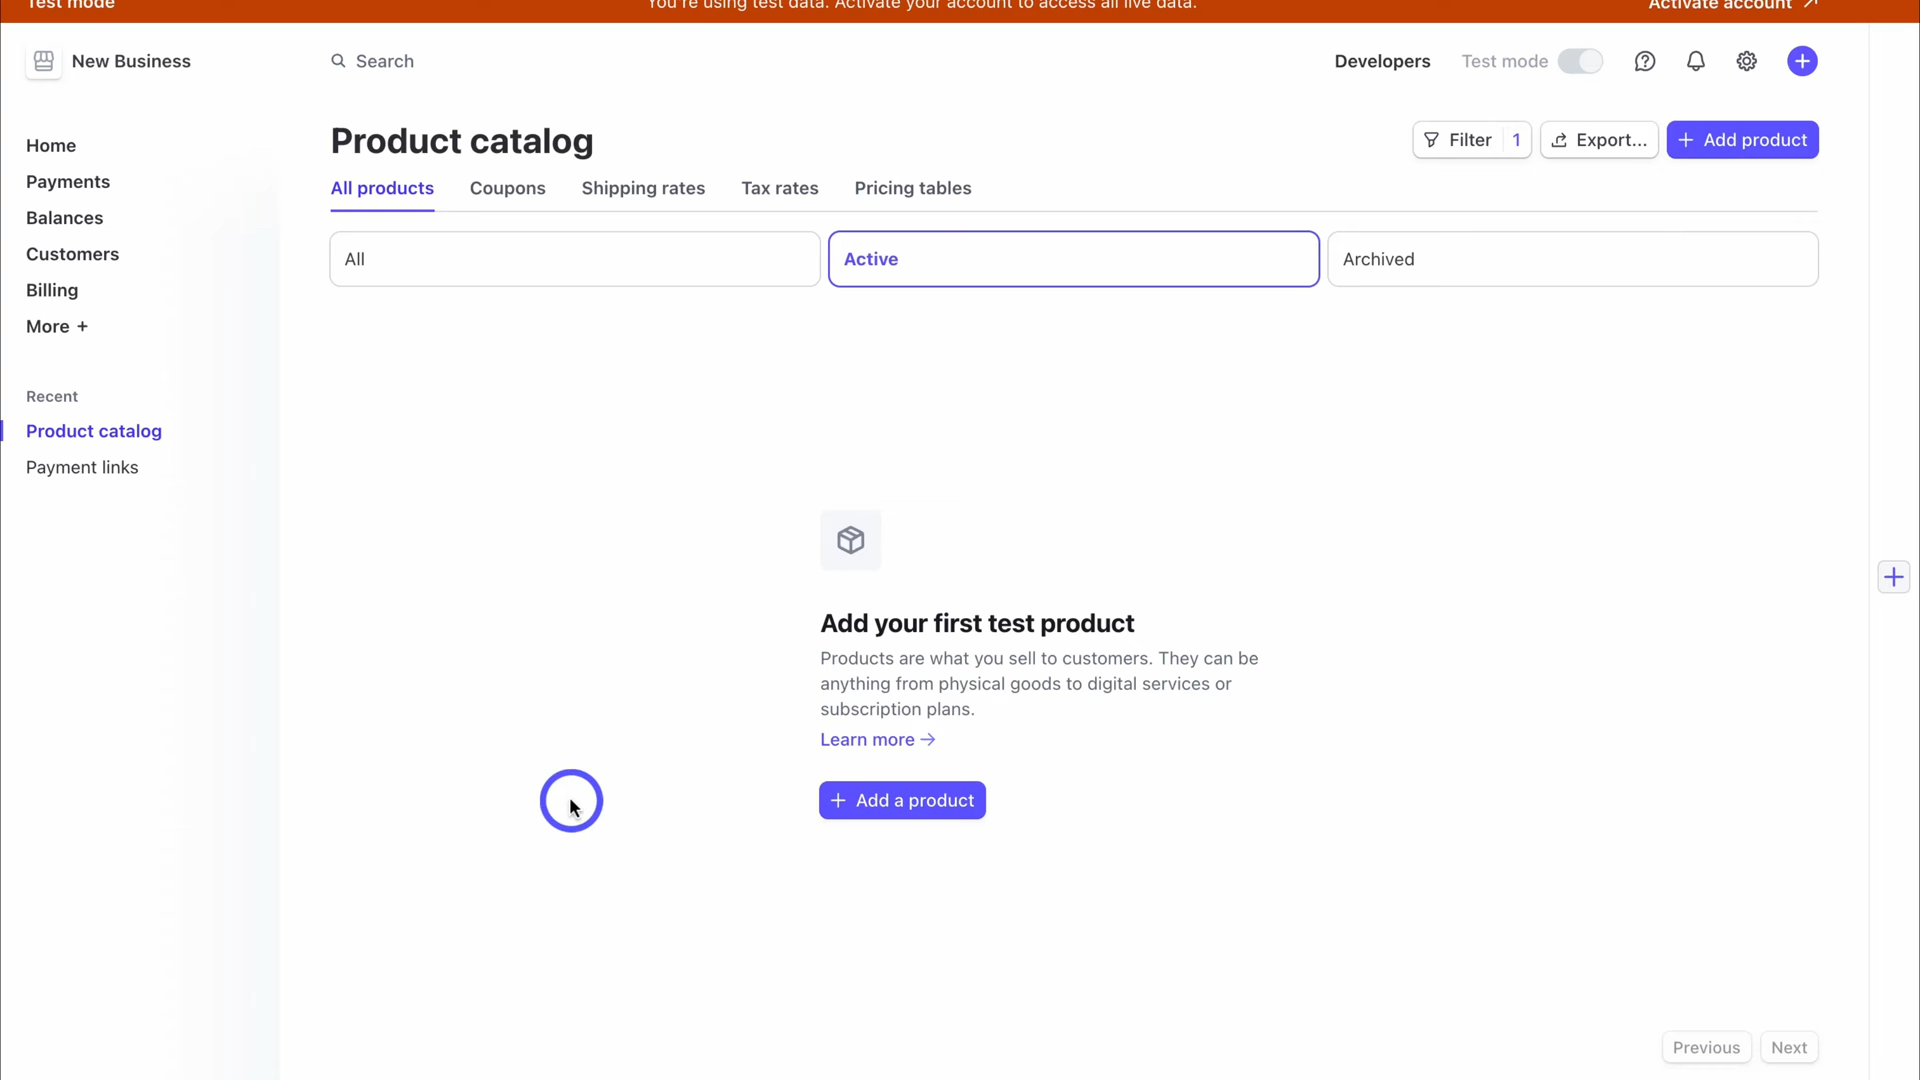 Test mode
You're using test data. Activate your account to access all live data.
Activate account
New Business
Search
Developers
Test mode
Home
Payments
Balances
Customers
Billing
More +
Recent
Product catalog
Payment links
Product catalog
Filter 1
Export...
Add product
All products
Coupons
Shipping rates
Tax rates
Pricing tables
All
Active
Archived
Add your first test product
Products are what you sell to customers. They can be
anything from physical goods to digital services or
subscription plans.
Learn more →
Add a product
Previous
Next